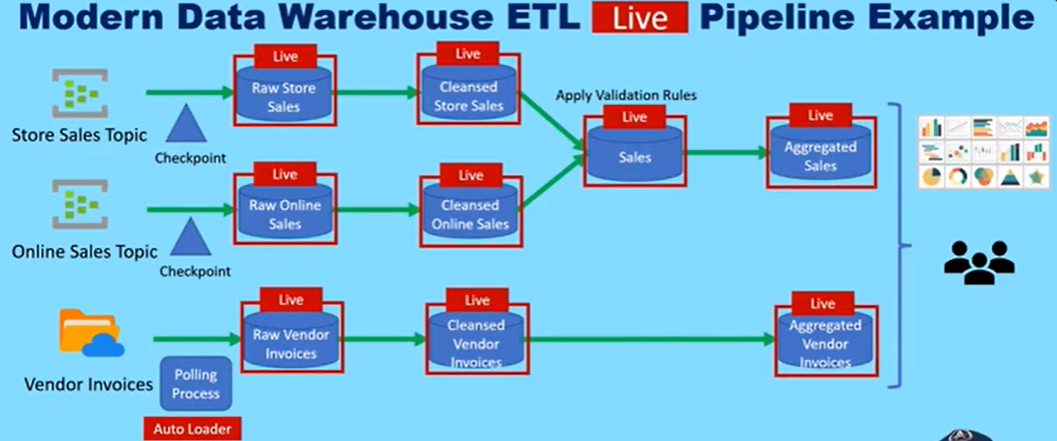 Modern Data Warehouse ETL Live Pipeline Example
Store Sales Topic
Checkpoint
Live
Raw Store
Sales
Live
Cleansed
Store Sales
Apply Validation Rules
Live
Sales
Live
Aggregated
Sales
Online Sales Topic
Checkpoint
Live
Raw Online
Sales
Live
Cleansed
Online Sales
Vendor Invoices
Polling
Process
Auto Loader
Live
Raw Vendor
Invoices
Live
Cleansed
Vendor
Invoices
Live
Aggregated
Vendor
Invoices